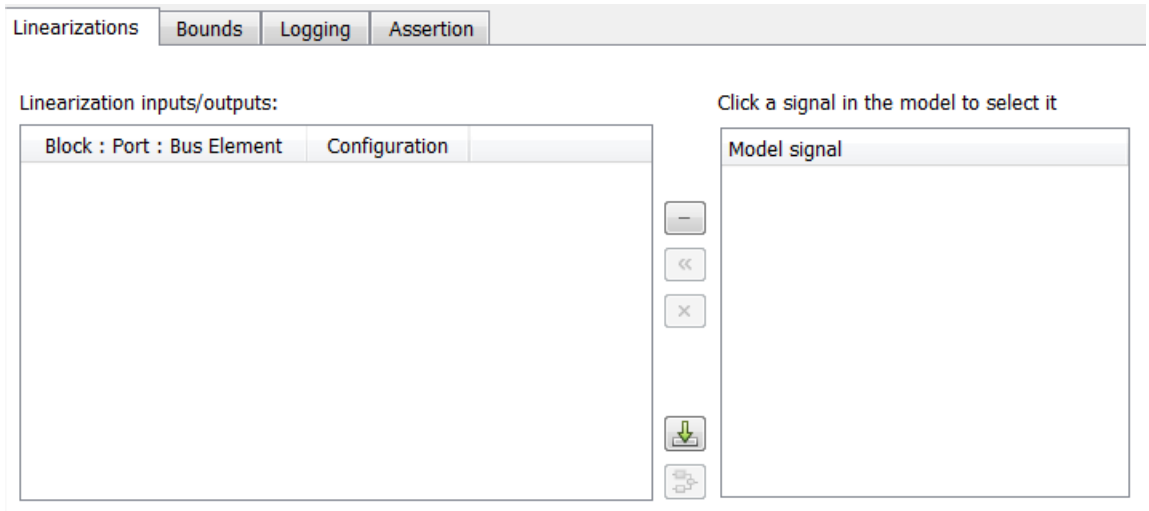 Linearizations Bounds Logging Assertion
Linearization inputs/outputs: Click a signal in the model to select it
Block : Port : Bus Element Configuration Model signal